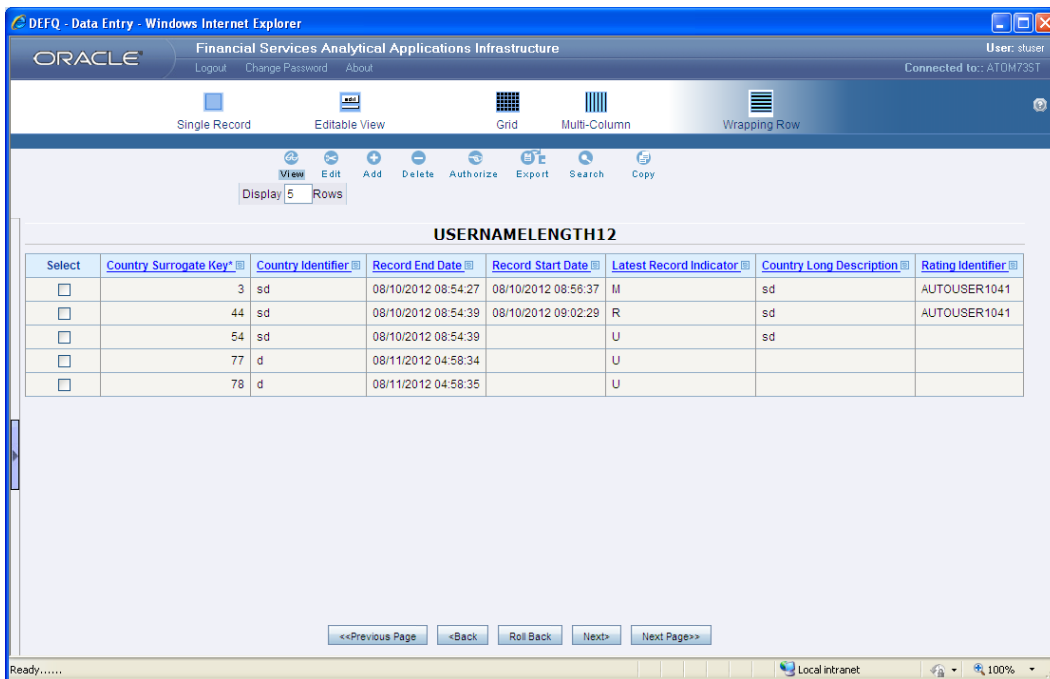 DEFQ - Data Entry - Windows Internet Explorer
ORACLE
Financial Services Analytical Applications Infrastructure
User: stuser
Logout Change Password About
Connected to:: ATOM73ST
Single Record Editable View Grid Multi-Column Wrapping Row
View Edit Add Delete Authorize Export Search Copy
Display 5 Rows
USERNAMELENGTH12
Select Country Surrogate Key* Country Identifier Record End Date Record Start Date Latest Record Indicator Country Long Description Rating Identifier
3 sd 08/10/2012 08:54:27 08/10/2012 08:56:37 M sd AUTOUSER1041
44 sd 08/10/2012 08:54:39 08/10/2012 09:02:29 R sd AUTOUSER1041
54 sd 08/10/2012 08:54:39 U sd
77 d 08/11/2012 04:58:34 U
78 d 08/11/2012 04:58:35 U
<<Previous Page <Back Roll Back Next> Next Page>>
Ready...... Local intranet 100%